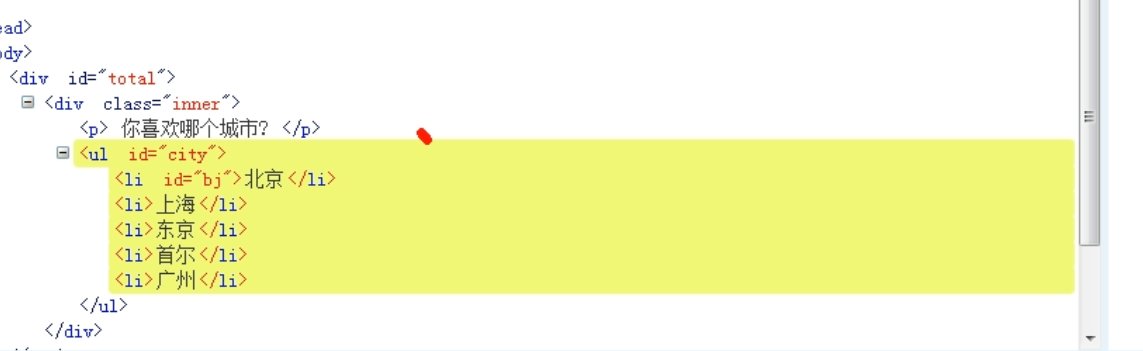 ead>
ody>
<div id="total">
<div class="inner">
<p> 你喜欢哪个城市? </p>
<ul id="city">
<li id="bj">北京</li>
<li>上海</li>
<li>东京</li>
<li>首尔</li>
<li>广州</li>
</ul>
</div>